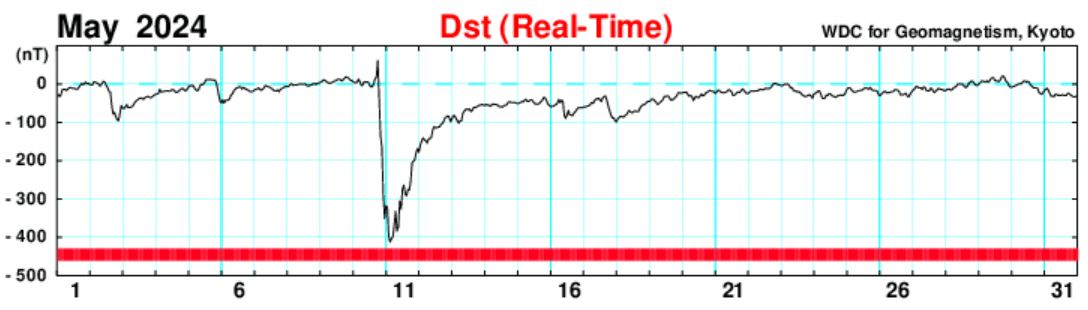 May 2024 Dst (Real-Time) WDC for Geomagnetism, Kyoto
(nT)
0
- 100
- 200
- 300
- 400
- 500
1 6 11 16 21 26 31